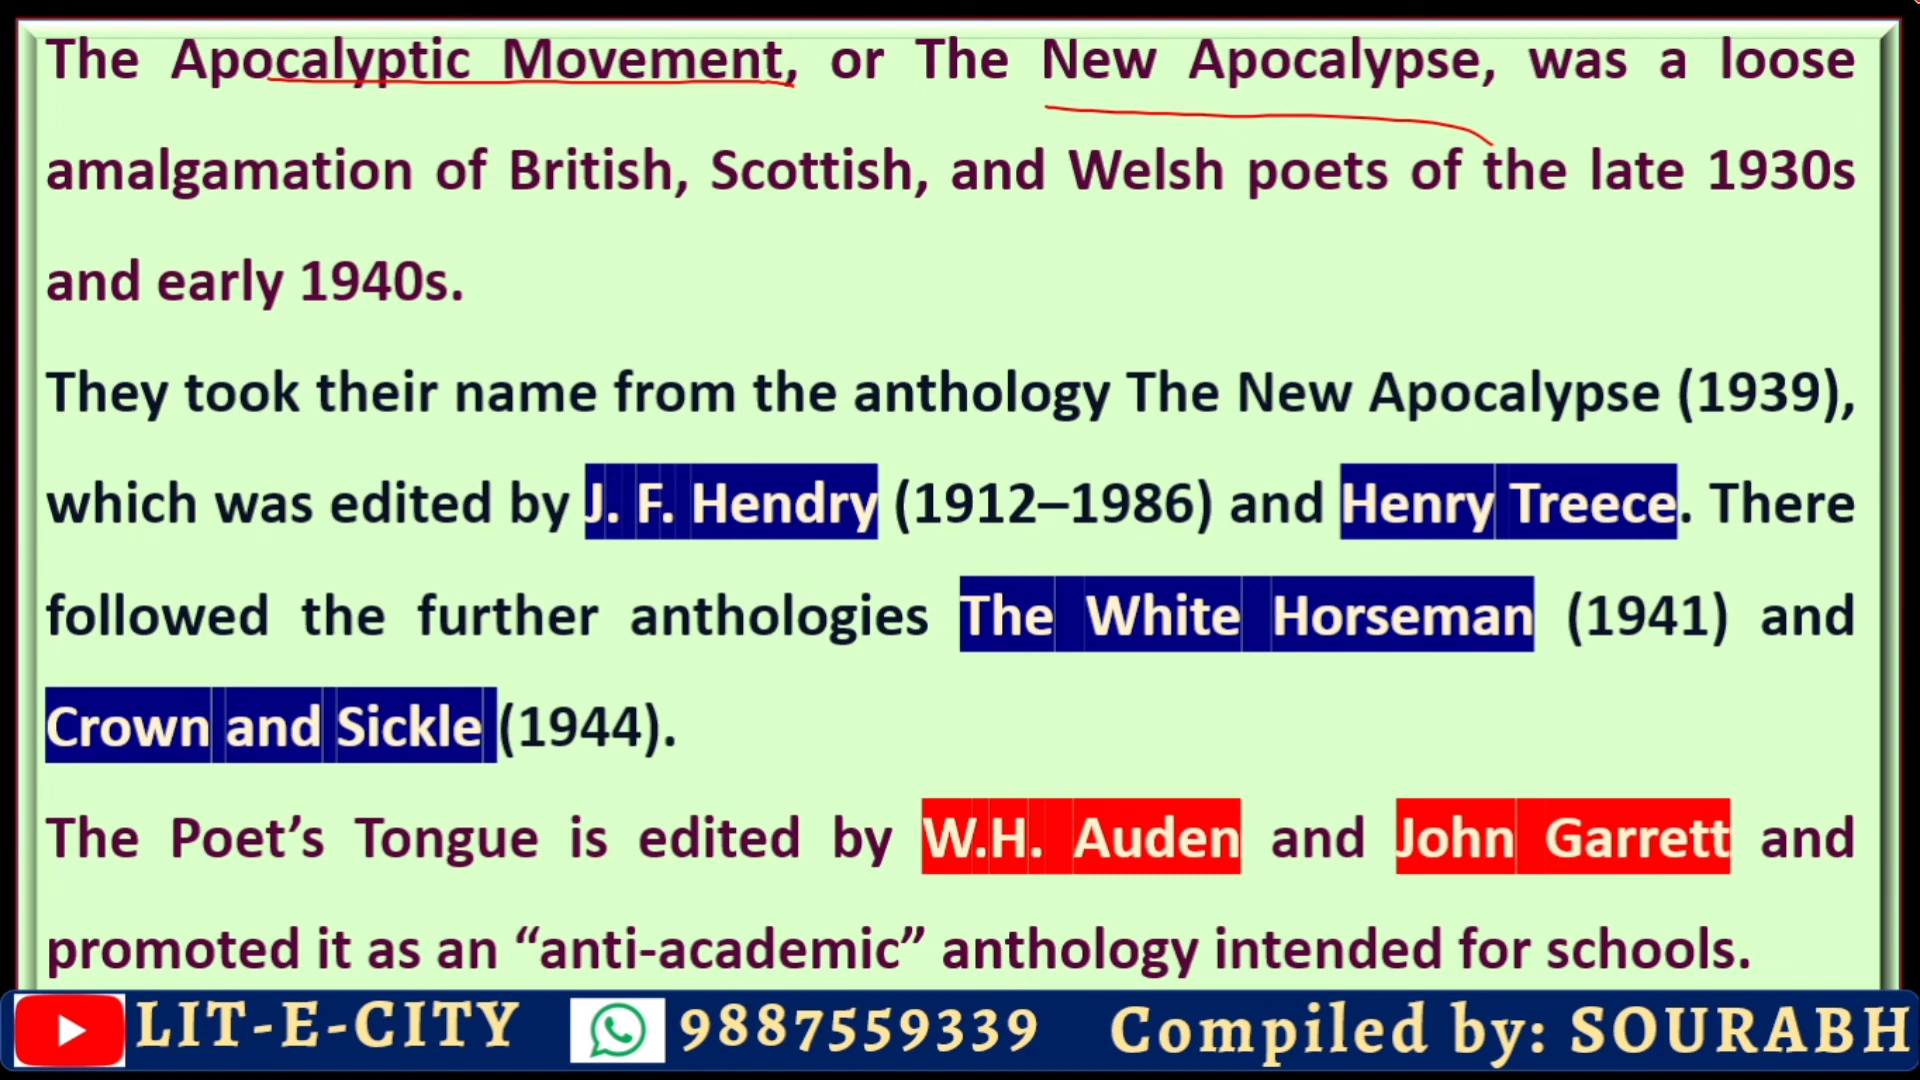 The Apocalyptic Movement, or The New Apocalypse, was a loose
amalgamation of British, Scottish, and Welsh poets of the late 1930s
and early 1940s.
They took their name from the anthology The New Apocalypse (1939),
which was edited by J. F. Hendry (1912–1986) and Henry Treece. There
followed the further anthologies The White Horseman (1941) and
Crown and Sickle (1944).
The Poet’s Tongue is edited by W.H. Auden and John Garrett and
promoted it as an “anti-academic” anthology intended for schools.
LIT-E-CITY 9887559339 Compiled by: SOURABH